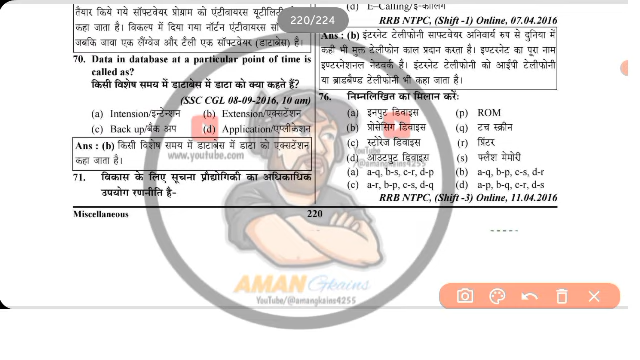 तैयार किये गये सॉफ्टवेयर प्रोग्राम को एंटीवायरस यूटीलिटी
कहा जाता है। विकल्प में दिया गया नॉर्टन एंटीवायरस
जबकि जावा एक लैंग्वेज और टैली एक सॉफ्टवेयर (डाटाबेस) है।
70. Data in database at a particular point of time is
called as?
किसी विशेष समय में डाटाबेस में डाटा को क्या कहते हैं?
(SSC CGL 08-09-2016, 10 am)
(a) Intension/इन्टेन्शन (b) Extension/एक्सटेंशन
(c) Back up/बैक अप (d) Application/एप्लीकेशन
Ans : (b) किसी विशेष समय में डाटाबेस में डाटा को एक्सटेंशन
कहा जाता है।
71. विकास के लिए सूचना प्रौद्योगिकी का अधिकाधिक
उपयोग रणनीति है-
(d) E-Calling/ई-कॉलिंग
RRB NTPC, (Shift -1) Online, 07.04.2016
Ans : (b) इंटरनेट टेलीफोनी साफ्टवेयर अनिवार्य रुप से दुनिया में
कहीं भी मुफ्त टेलीफोन काल प्रदान करता है। इण्टरनेट का पूरा नाम
इण्टरनेशनल नेटवर्क है। इंटरनेट टेलीफोनी को आईपी टेलीफोनी
या ब्राडबैण्ड टेलीफोनी भी कहा जाता है।
76. निम्नलिखित का मिलान करें:
(a) इनपुट डिवाइस (p) ROM
(b) प्रोसेसिंग डिवाइस (q) टच स्क्रीन
(c) स्टोरेज डिवाइस (r) प्रिंटर
(d) आउटपुट डिवाइस (s) फ्लैश मेमोरी
(a) a-q, b-s, c-r, d-p (b) a-q, b-p, c-s, d-r
(c) a-r, b-p, c-s, d-q (d) a-p, b-q, c-r, d-s
RRB NTPC, (Shift -3) Online, 11.04.2016
Miscellaneous 220
220/224
www.youtube.com
YouTube
@amangkains4255
AMAN Gkains
YouTube/@amangkains4255